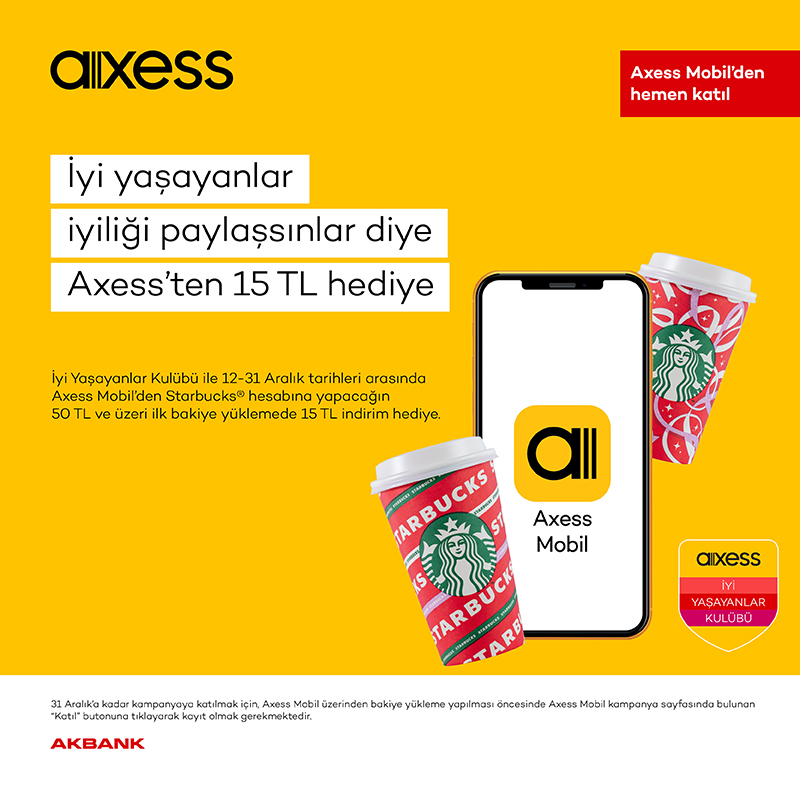 axess
Axess Mobil'den
hemen katıl
İyi yaşayanlar
iyiliği paylaşsınlar diye
Axess'ten 15 TL hediye
İyi Yaşayanlar Kulübü ile 12-31 Aralık tarihleri arasında
Axess Mobil'den Starbucks® hesabına yapacağın
50 TL ve üzeri ilk bakiye yüklemede 15 TL indirim hediye.
a
Axess
Mobil
STARBUCKS
STARBUCKS
STARBUCKS
axess
İYİ
YAŞAYANLAR
KULÜBÜ
31 Aralık'a kadar kampanyaya katılmak için, Axess Mobil üzerinden bakiye yükleme yapılması öncesinde Axess Mobil kampanya sayfasında bulunan
"Katıl" butonuna tıklayarak kayıt olmak gerekmektedir.
AKBANK